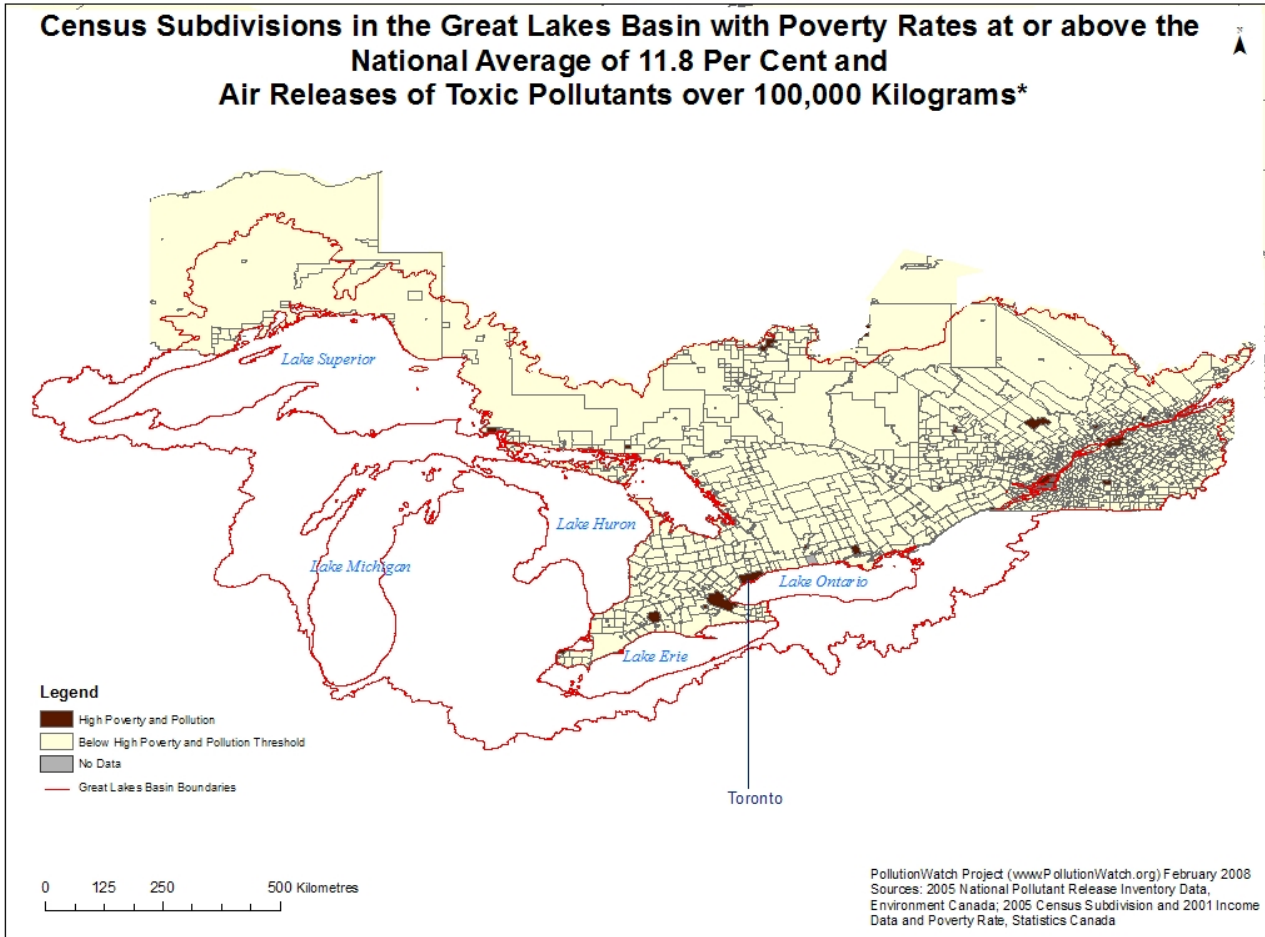 Census Subdivisions in the Great Lakes Basin with Poverty Rates at or above the
National Average of 11.8 Per Cent and
Air Releases of Toxic Pollutants over 100,000 Kilograms*
N
Lake Superior
Lake Huron
Lake Michigan
Lake Ontario
Lake Erie
Legend
High Poverty and Pollution
Below High Poverty and Pollution Threshold
No Data
Great Lakes Basin Boundaries
Toronto
0 125 250 500 Kilometres
PollutionWatch Project (www.PollutionWatch.org) February 2008
Sources: 2005 National Pollutant Release Inventory Data,
Environment Canada; 2005 Census Subdivision and 2001 Income
Data and Poverty Rate, Statistics Canada